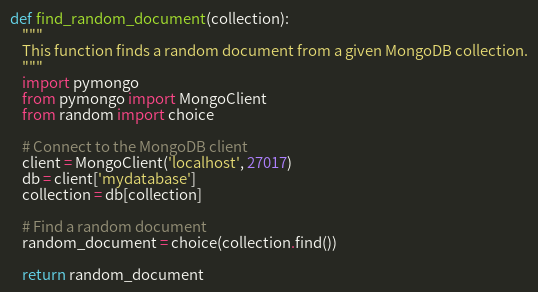 def find_random_document(collection):
    """
    This function finds a random document from a given MongoDB collection.
    """
    import pymongo
    from pymongo import MongoClient
    from random import choice

    # Connect to the MongoDB client
    client = MongoClient('localhost', 27017)
    db = client['mydatabase']
    collection = db[collection]

    # Find a random document
    random_document = choice(collection.find())

    return random_document